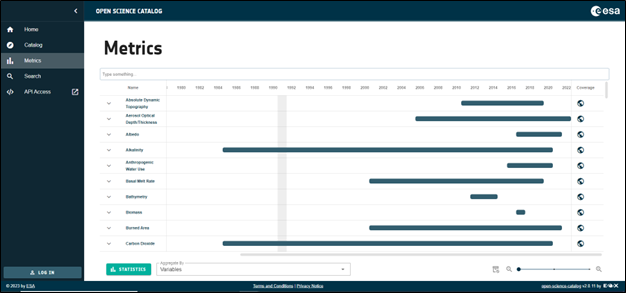 OPEN SCIENCE CATALOG
esa
Home
Catalog
Metrics
Search
API Access
Metrics
Type something...
Name 1980 1982 1984 1986 1988 1990 1992 1994 1996 1998 2000 2002 2004 2006 2008 2010 2012 2014 2016 2018 2020 2022 Coverage
Absolute Dynamic
Topography
Aerosol Optical
Depth/Thickness
Albedo
Alkalinity
Anthropogenic
Water Use
Basal Melt Rate
Bathymetry
Biomass
Burned Area
Carbon Dioxide
STATISTICS
Aggregate By
Variables
LOG IN
© 2023 by ESA
Terms and Conditions | Privacy Notice
open-science-catalog v2.0.11 by EOX